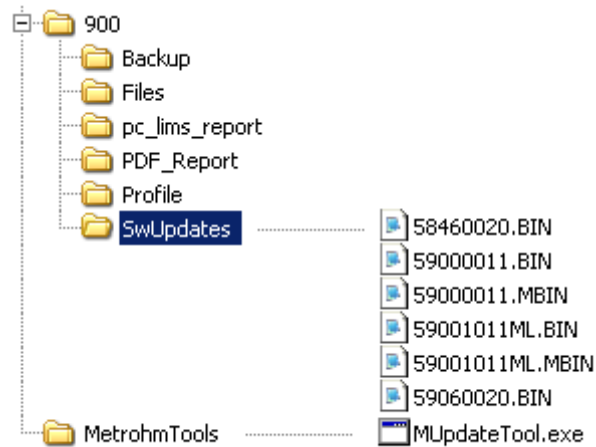 900
Backup
Files
pc_lims_report
PDF_Report
Profile
SwUpdates 58460020.BIN
59000011.BIN
59000011.MBIN
59001011ML.BIN
59001011ML.MBIN
59060020.BIN
MetrohmTools MUpdateTool.exe